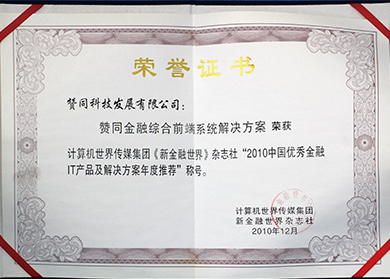 荣誉证书
赞同科技发展有限公司：
赞同金融综合前端系统解决方案 荣获
计算机世界传媒集团《新金融世界》杂志社“2010中国优秀金融
IT产品及解决方案年度推荐”称号。
计算机世界传媒集团
新金融世界杂志社
2010年12月